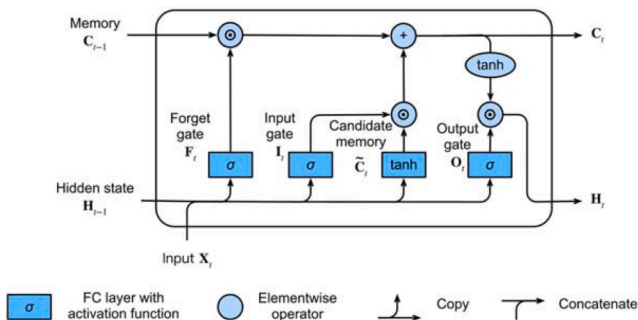 Memory
C_{t-1}
C_t
tanh
Forget
gate
F_t
Input
gate
I_t
Candidate
memory
C̃_t
Output
gate
O_t
σ
σ
tanh
σ
Hidden state
H_{t-1}
H_t
Input X_t
σ
FC layer with
activation function
Elementwise
operator
Copy
Concatenate